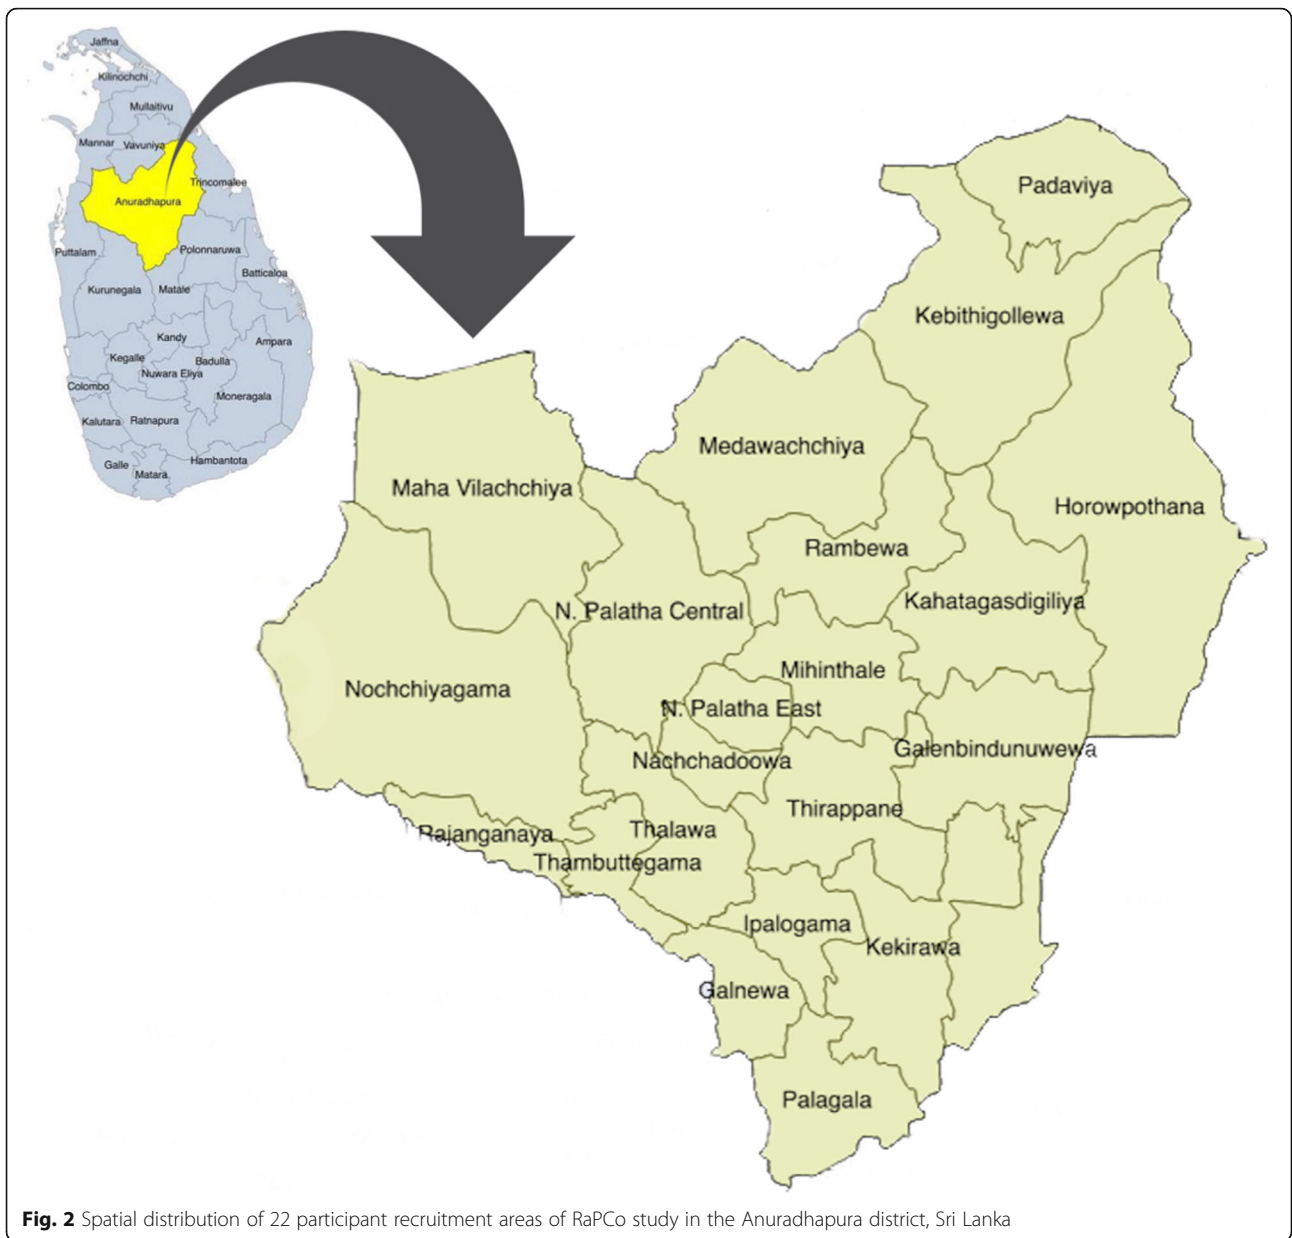 Jaffna
Kilinochchi
Mullaitivu
Mannar
Vavuniya
Trincomalee
Anuradhapura
Puttalam
Polonnaruwa
Batticaloa
Kurunegala
Matale
Kandy
Ampara
Kegalle
Badulla
Nuwara Eliya
Colombo
Moneragala
Kalutara
Ratnapura
Galle
Hambantota
Matara
Padaviya
Kebithigollewa
Medawachchiya
Maha Vilachchiya
Horowpothana
Rambewa
Kahatagasdigiliya
N. Palatha Central
Mihinthale
Nochchiyagama
N. Palatha East
Galenbindunuwewa
Nachchadoowa
Thirappane
Rajanganaya
Thalawa
Thambuttegama
Ipalogama
Kekirawa
Galnewa
Palagala
Fig. 2 Spatial distribution of 22 participant recruitment areas of RaPCo study in the Anuradhapura district, Sri Lanka